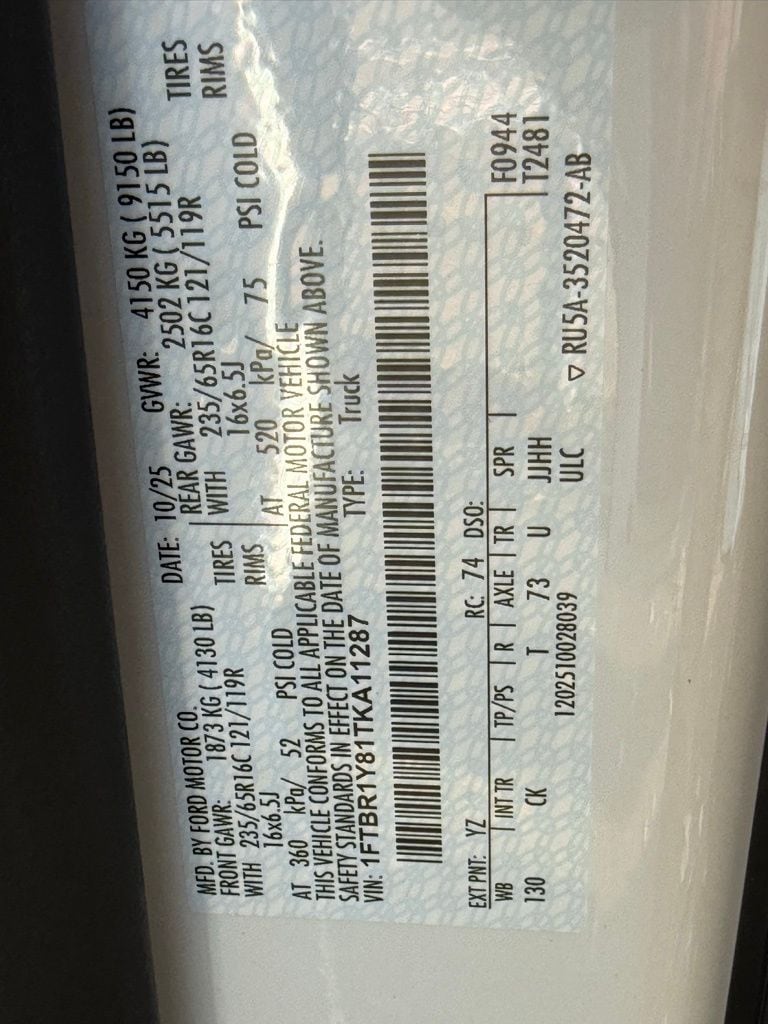 MFD. BY FORD MOTOR CO.
DATE: 10/25 GVWR: 4150 KG ( 9150 LB)
FRONT GAWR: 1873 KG ( 4130 LB) REAR GAWR: 2502 KG ( 5515 LB)
WITH 235/65R16C 121/119R TIRES WITH 235/65R16C 121/119R TIRES
16x6.5J RIMS 16x6.5J RIMS
AT 360 kPa/ 52 PSI COLD AT 520 kPa/ 75 PSI COLD
THIS VEHICLE CONFORMS TO ALL APPLICABLE FEDERAL MOTOR VEHICLE
SAFETY STANDARDS IN EFFECT ON THE DATE OF MANUFACTURE SHOWN ABOVE.
VIN: 1FTBR1Y81TKA11287 TYPE: Truck
EXT PNT: YZ RC: 74 DSO:
WB INT TR TP/PS R AXLE TR SPR F0944
130 CK T 73 U JJHH T2481
1202510028039 ULC ▽ RU5A-3520472-AB